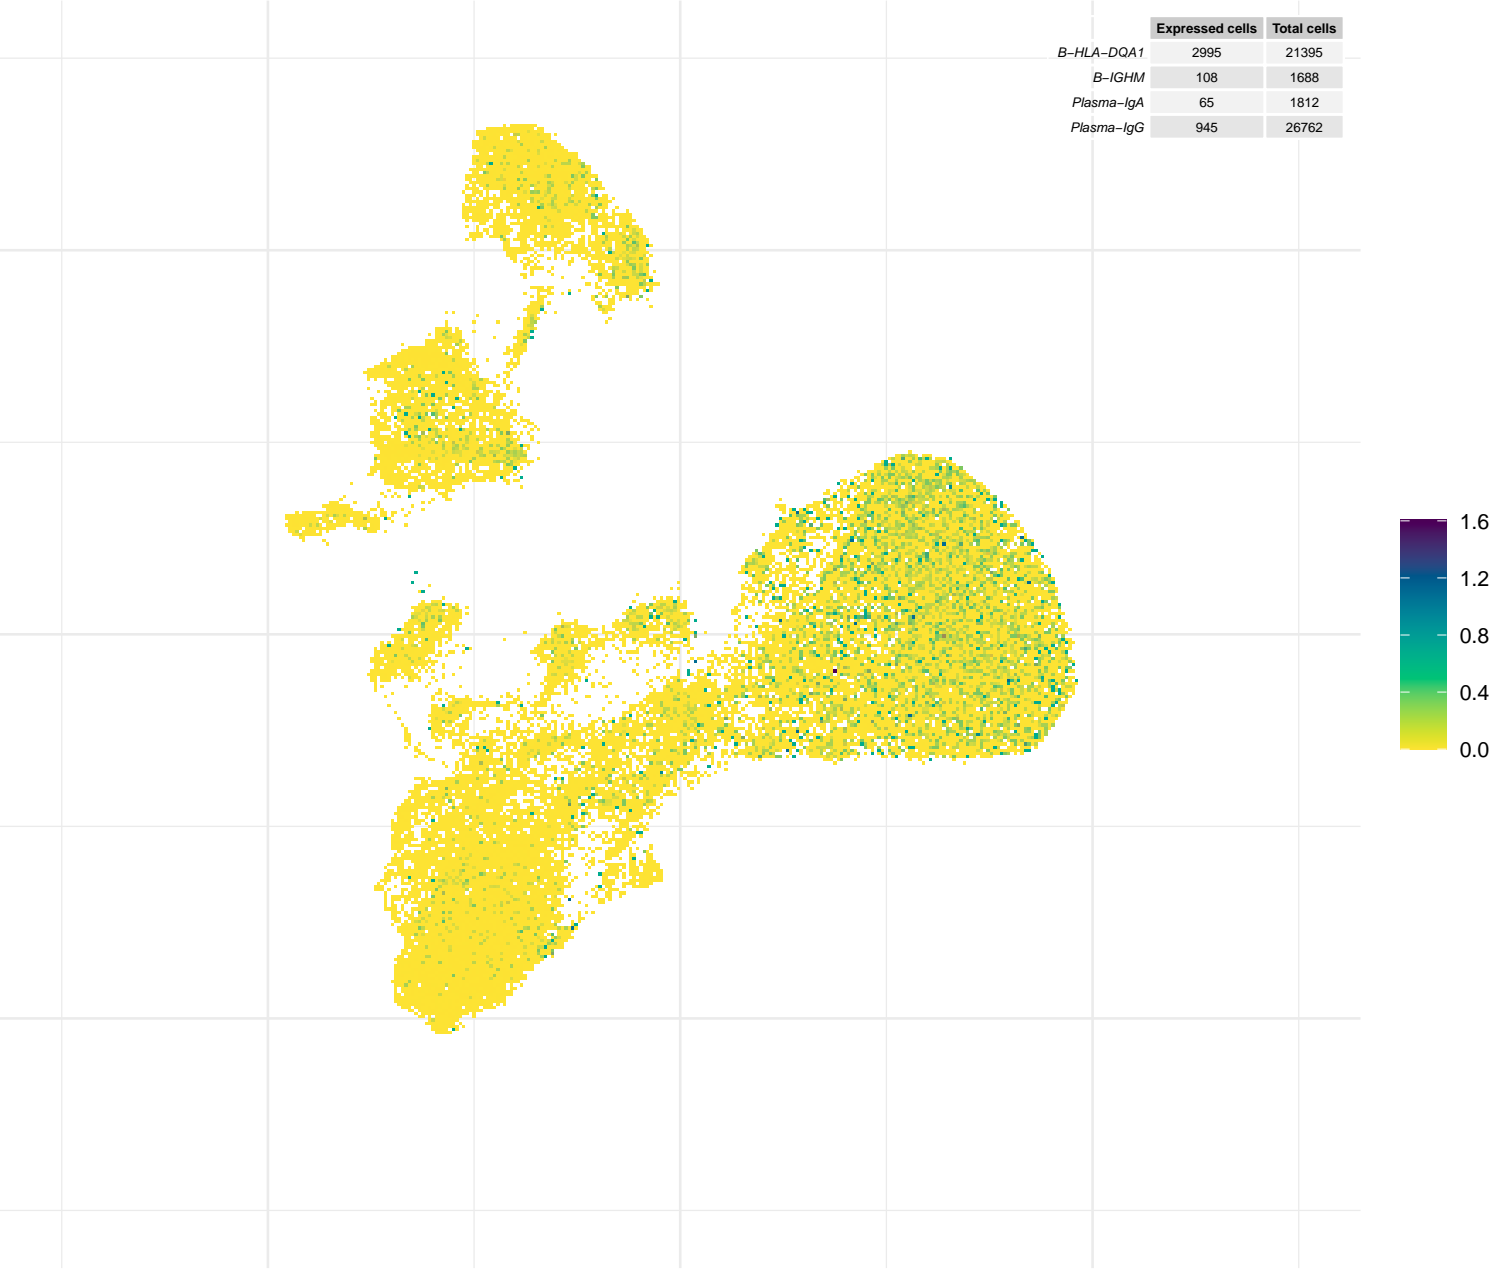 Expressed cells Total cells
B−HLA−DQA1 2995 21395
B−IGHM 108 1688
Plasma−IgA 65 1812
Plasma−IgG 945 26762
1.6
1.2
0.8
0.4
0.0